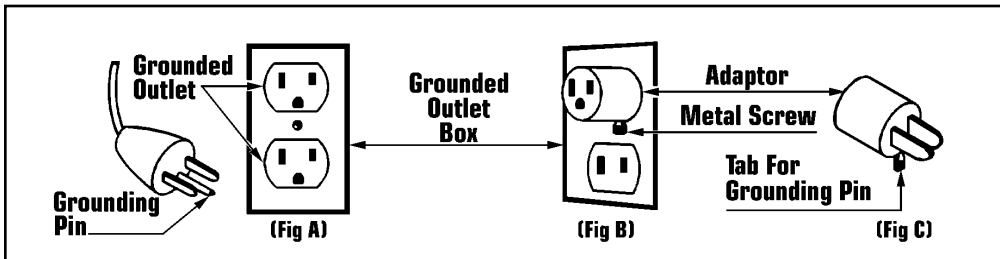 Grounded
Outlet
Grounding
Pin
(Fig A)
Grounded
Outlet
Box
(Fig B)
Adaptor
Metal Screw
Tab For
Grounding Pin
(Fig C)